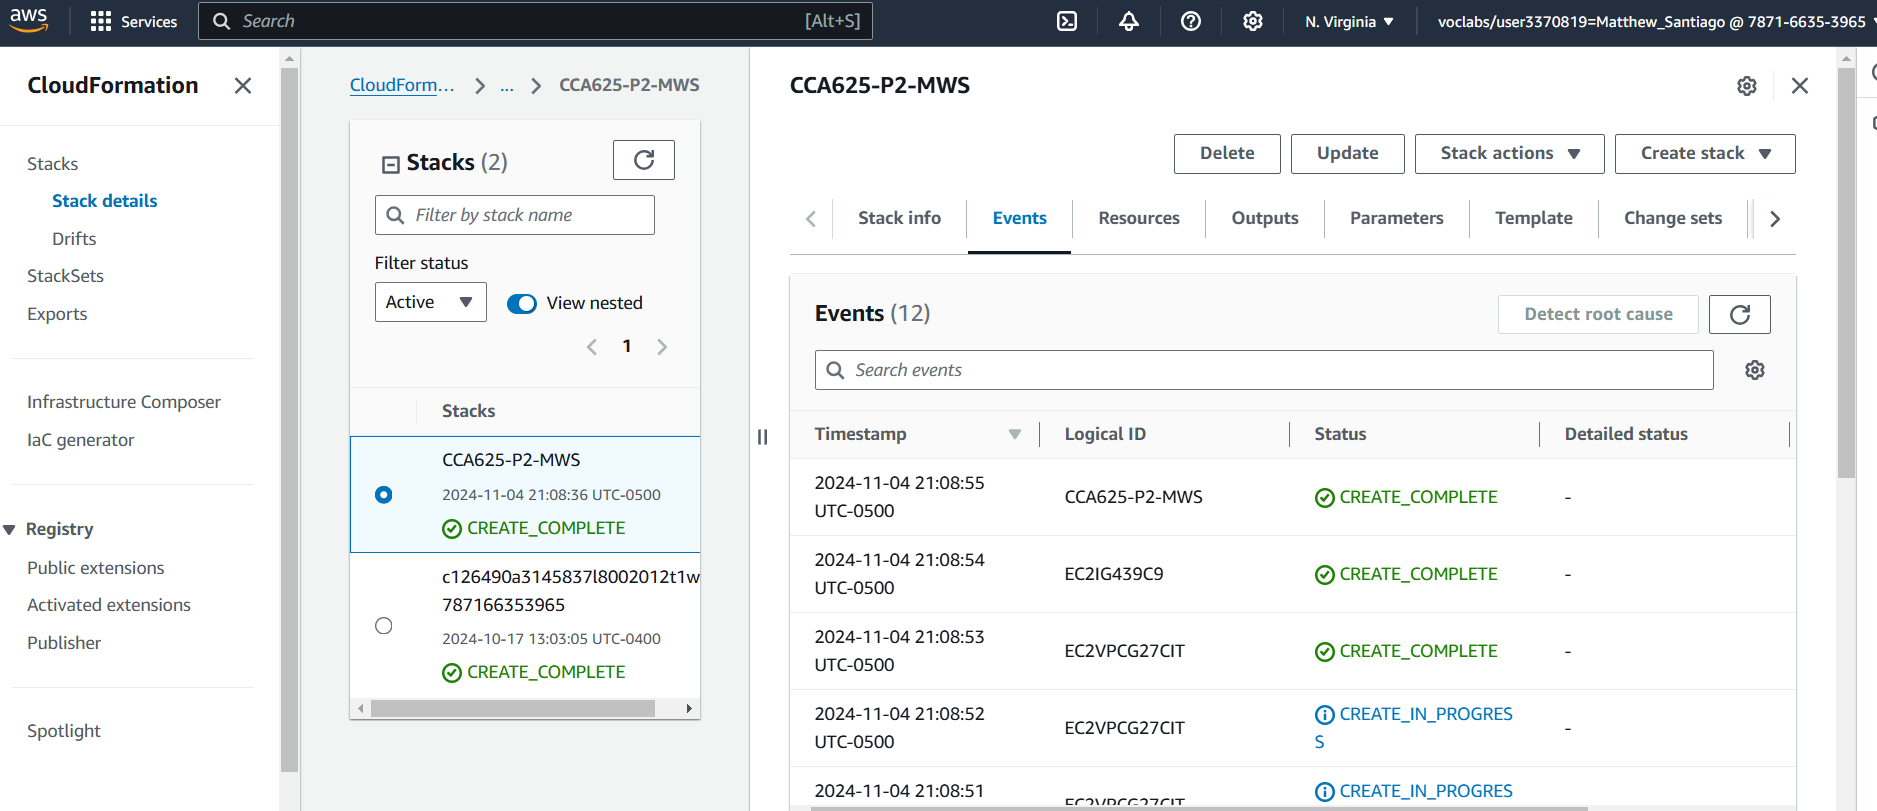 aws
Services
Search
[Alt+S]
N. Virginia
voclabs/user3370819=Matthew_Santiago @ 7871-6635-3965
CloudFormation
Stacks
Stack details
Drifts
StackSets
Exports
Infrastructure Composer
IaC generator
Registry
Public extensions
Activated extensions
Publisher
Spotlight
CloudForm...
...
CCA625-P2-MWS
Stacks (2)
Filter by stack name
Filter status
Active
View nested
1
Stacks
CCA625-P2-MWS
2024-11-04 21:08:36 UTC-0500
CREATE_COMPLETE
c126490a3145837l8002012t1w
787166353965
2024-10-17 13:03:05 UTC-0400
CREATE_COMPLETE
CCA625-P2-MWS
Delete
Update
Stack actions
Create stack
Stack info
Events
Resources
Outputs
Parameters
Template
Change sets
Events (12)
Detect root cause
Search events
Timestamp
Logical ID
Status
Detailed status
2024-11-04 21:08:55
UTC-0500
CCA625-P2-MWS
CREATE_COMPLETE
-
2024-11-04 21:08:54
UTC-0500
EC2IG439C9
CREATE_COMPLETE
-
2024-11-04 21:08:53
UTC-0500
EC2VPCG27CIT
CREATE_COMPLETE
-
2024-11-04 21:08:52
UTC-0500
EC2VPCG27CIT
CREATE_IN_PROGRES
S
-
2024-11-04 21:08:51
EC2VPCG27CIT
CREATE_IN_PROGRES